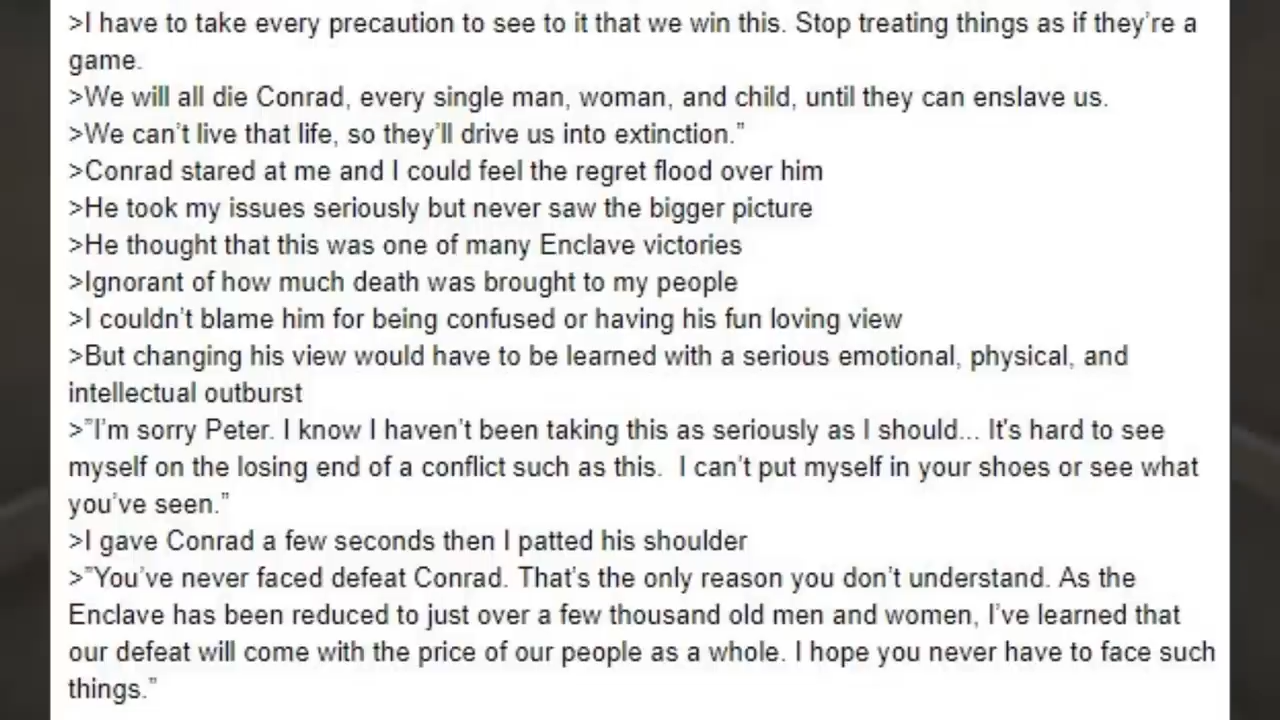 >I have to take every precaution to see to it that we win this. Stop treating things as if they're a
game.
>We will all die Conrad, every single man, woman, and child, until they can enslave us.
>We can't live that life, so they'll drive us into extinction.”
>Conrad stared at me and I could feel the regret flood over him
>He took my issues seriously but never saw the bigger picture
>He thought that this was one of many Enclave victories
>Ignorant of how much death was brought to my people
>I couldn't blame him for being confused or having his fun loving view
>But changing his view would have to be learned with a serious emotional, physical, and
intellectual outburst
>”I'm sorry Peter. I know I haven't been taking this as seriously as I should... It's hard to see
myself on the losing end of a conflict such as this.  I can't put myself in your shoes or see what
you've seen.”
>I gave Conrad a few seconds then I patted his shoulder
>”You've never faced defeat Conrad. That's the only reason you don't understand. As the
Enclave has been reduced to just over a few thousand old men and women, I've learned that
our defeat will come with the price of our people as a whole. I hope you never have to face such
things.”